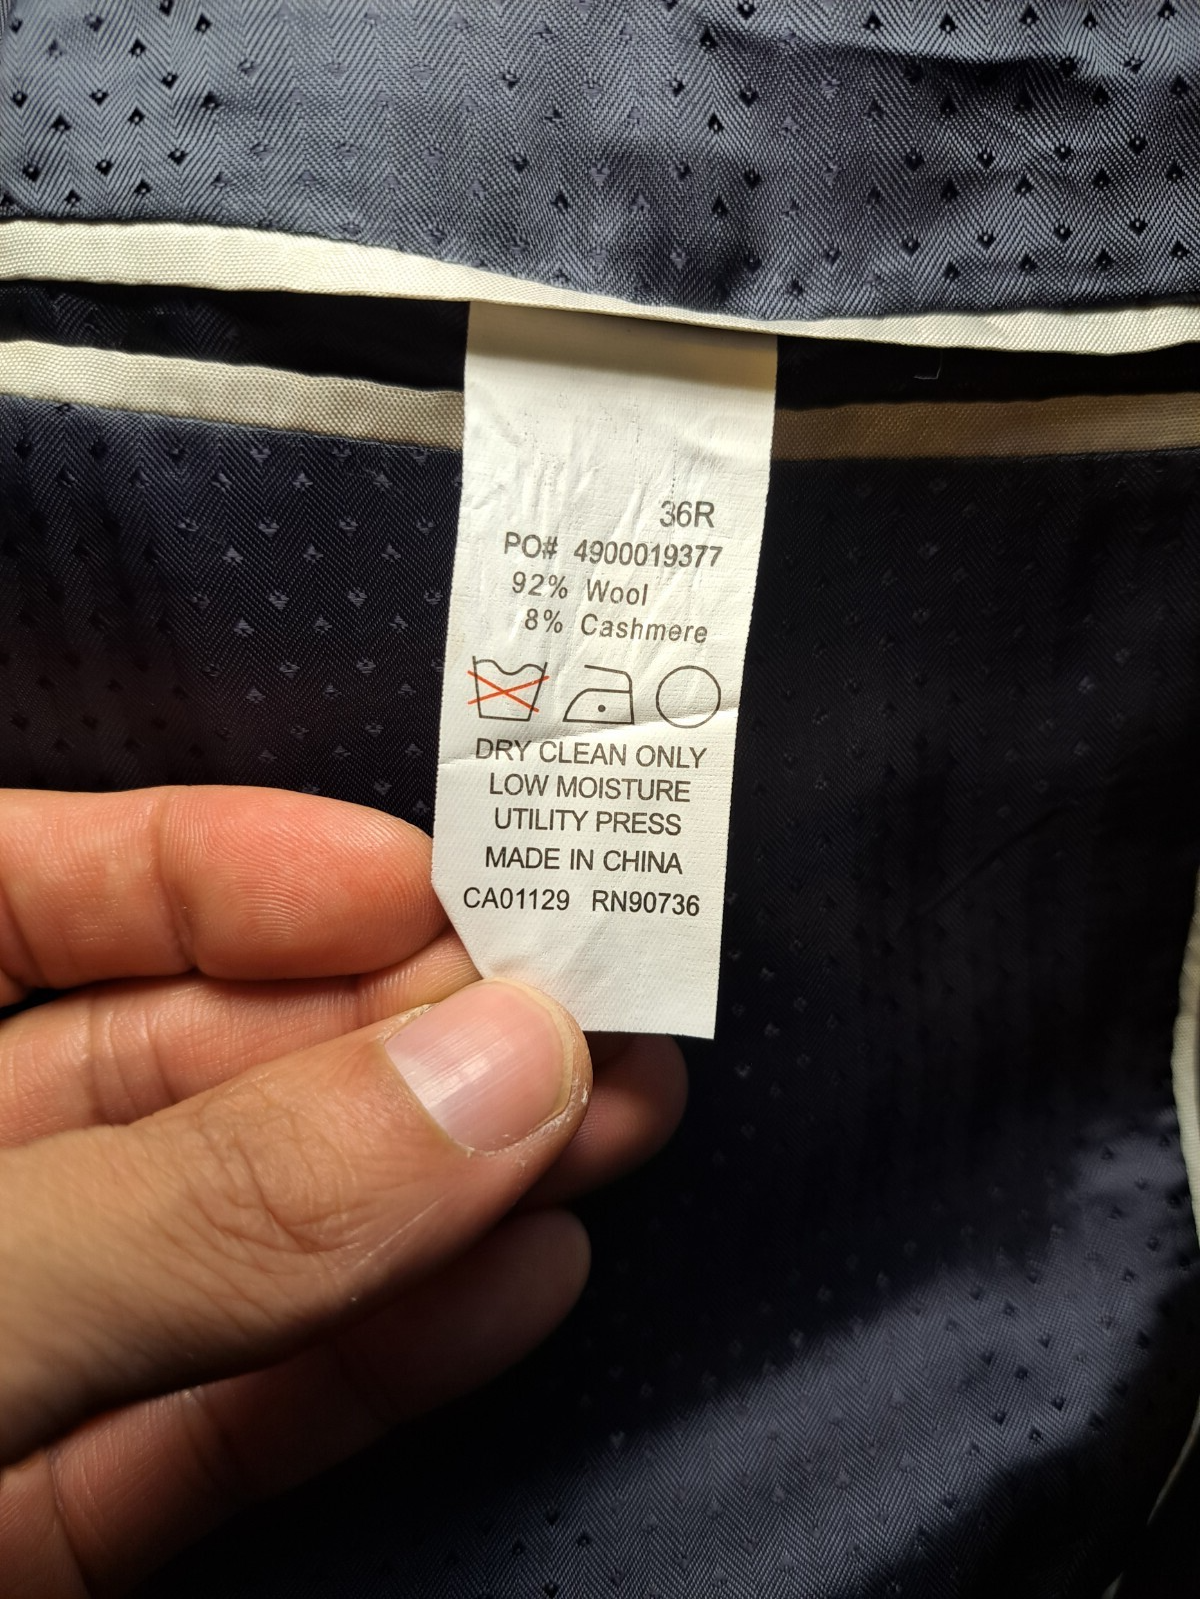 36R
PO# 4900019377
92% Wool
8% Cashmere
DRY CLEAN ONLY
LOW MOISTURE
UTILITY PRESS
MADE IN CHINA
CA01129 RN90736